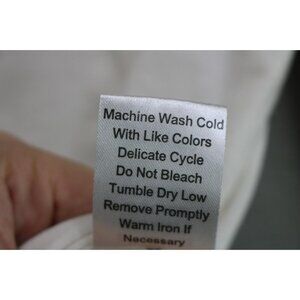 Machine Wash Cold
With Like Colors
Delicate Cycle
Do Not Bleach
Tumble Dry Low
Remove Promptly
Warm Iron If
Necessary